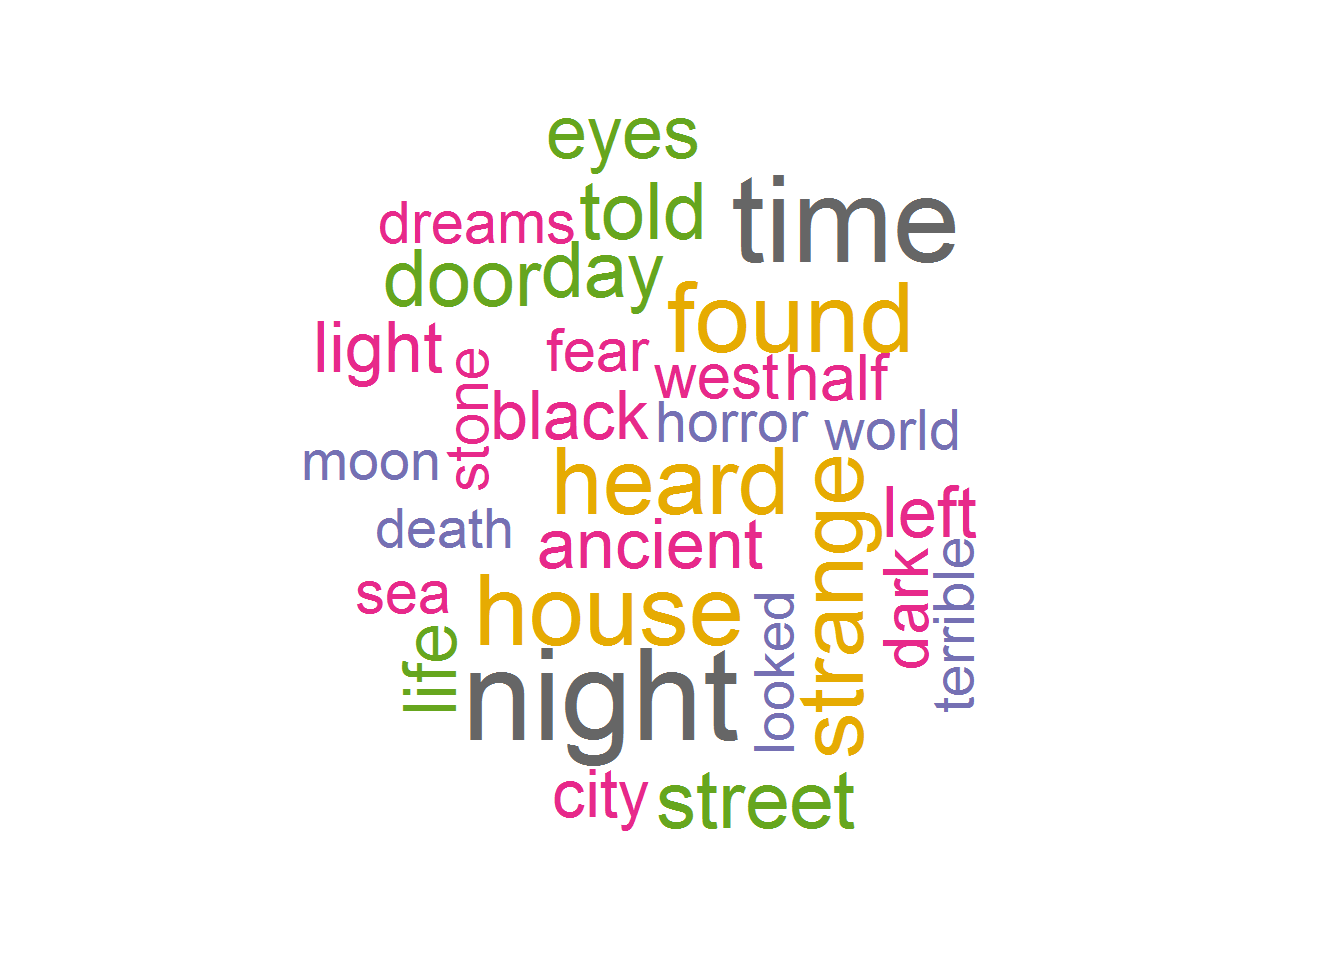 eyes
told
time
dreams
door
day
found
light
fear
stone
west
half
black
horror
world
moon
heard
strange
left
death
ancient
dark
terrible
sea
house
looked
life
night
city
street